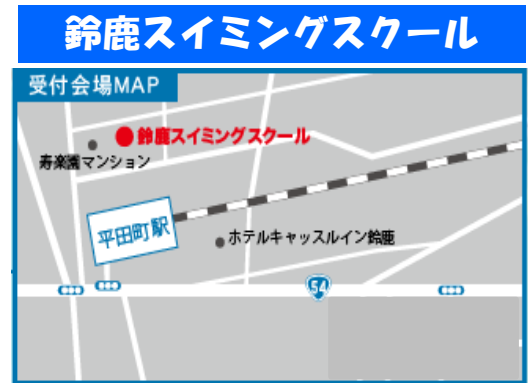 鈴鹿スイミングスクール
受付会場MAP
鈴鹿スイミングスクール
寿楽園マンション
平田町駅
ホテルキャッスルイン鈴鹿
54